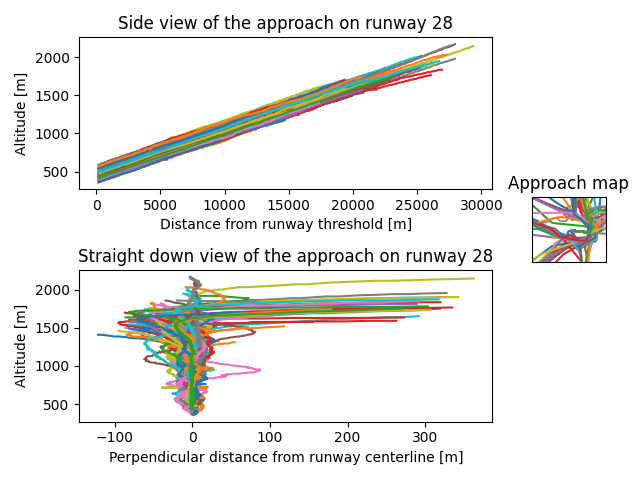 Side view of the approach on runway 28
2000
1500
1000
500
Altitude [m]
0 5000 10000 15000 20000 25000 30000
Distance from runway threshold [m]
Approach map
Straight down view of the approach on runway 28
2000
1500
1000
500
Altitude [m]
−100 0 100 200 300
Perpendicular distance from runway centerline [m]